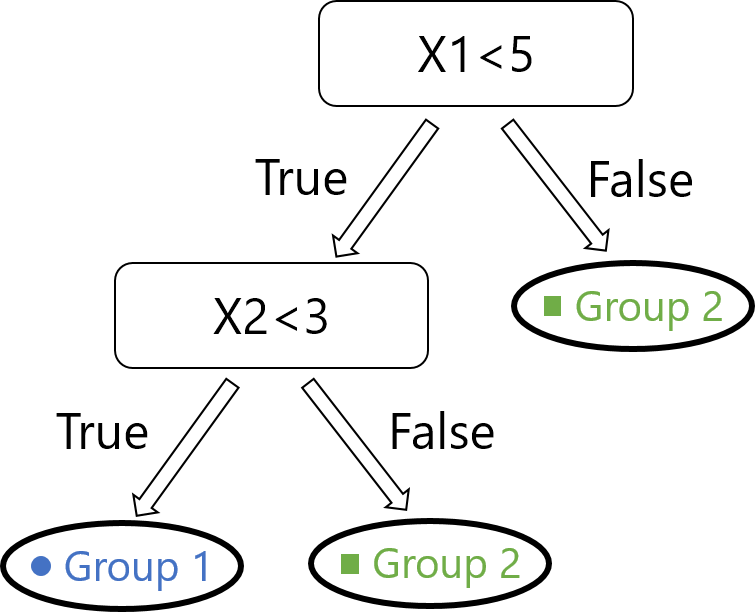 X1<5
True
False
X2<3
Group 2
True
False
Group 1
Group 2